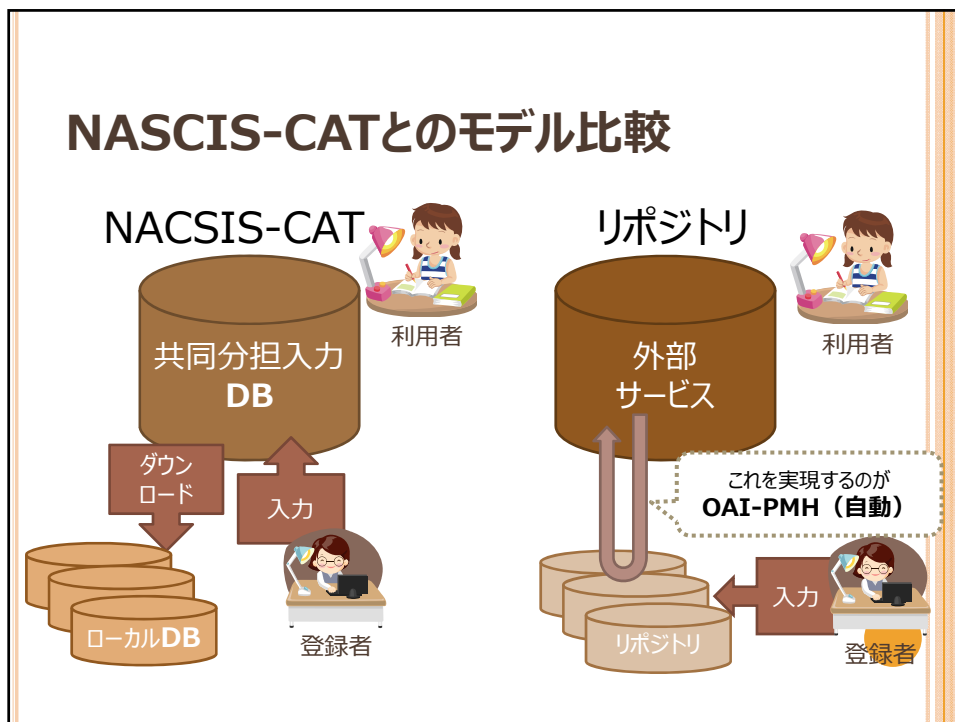 NASCIS-CATとのモデル比較
NACSIS-CAT
利用者
共同分担入力
DB
ダウン
ロード
入力
ローカルDB
登録者
リポジトリ
利用者
外部
サービス
これを実現するのが
OAI-PMH（自動）
入力
リポジトリ
登録者